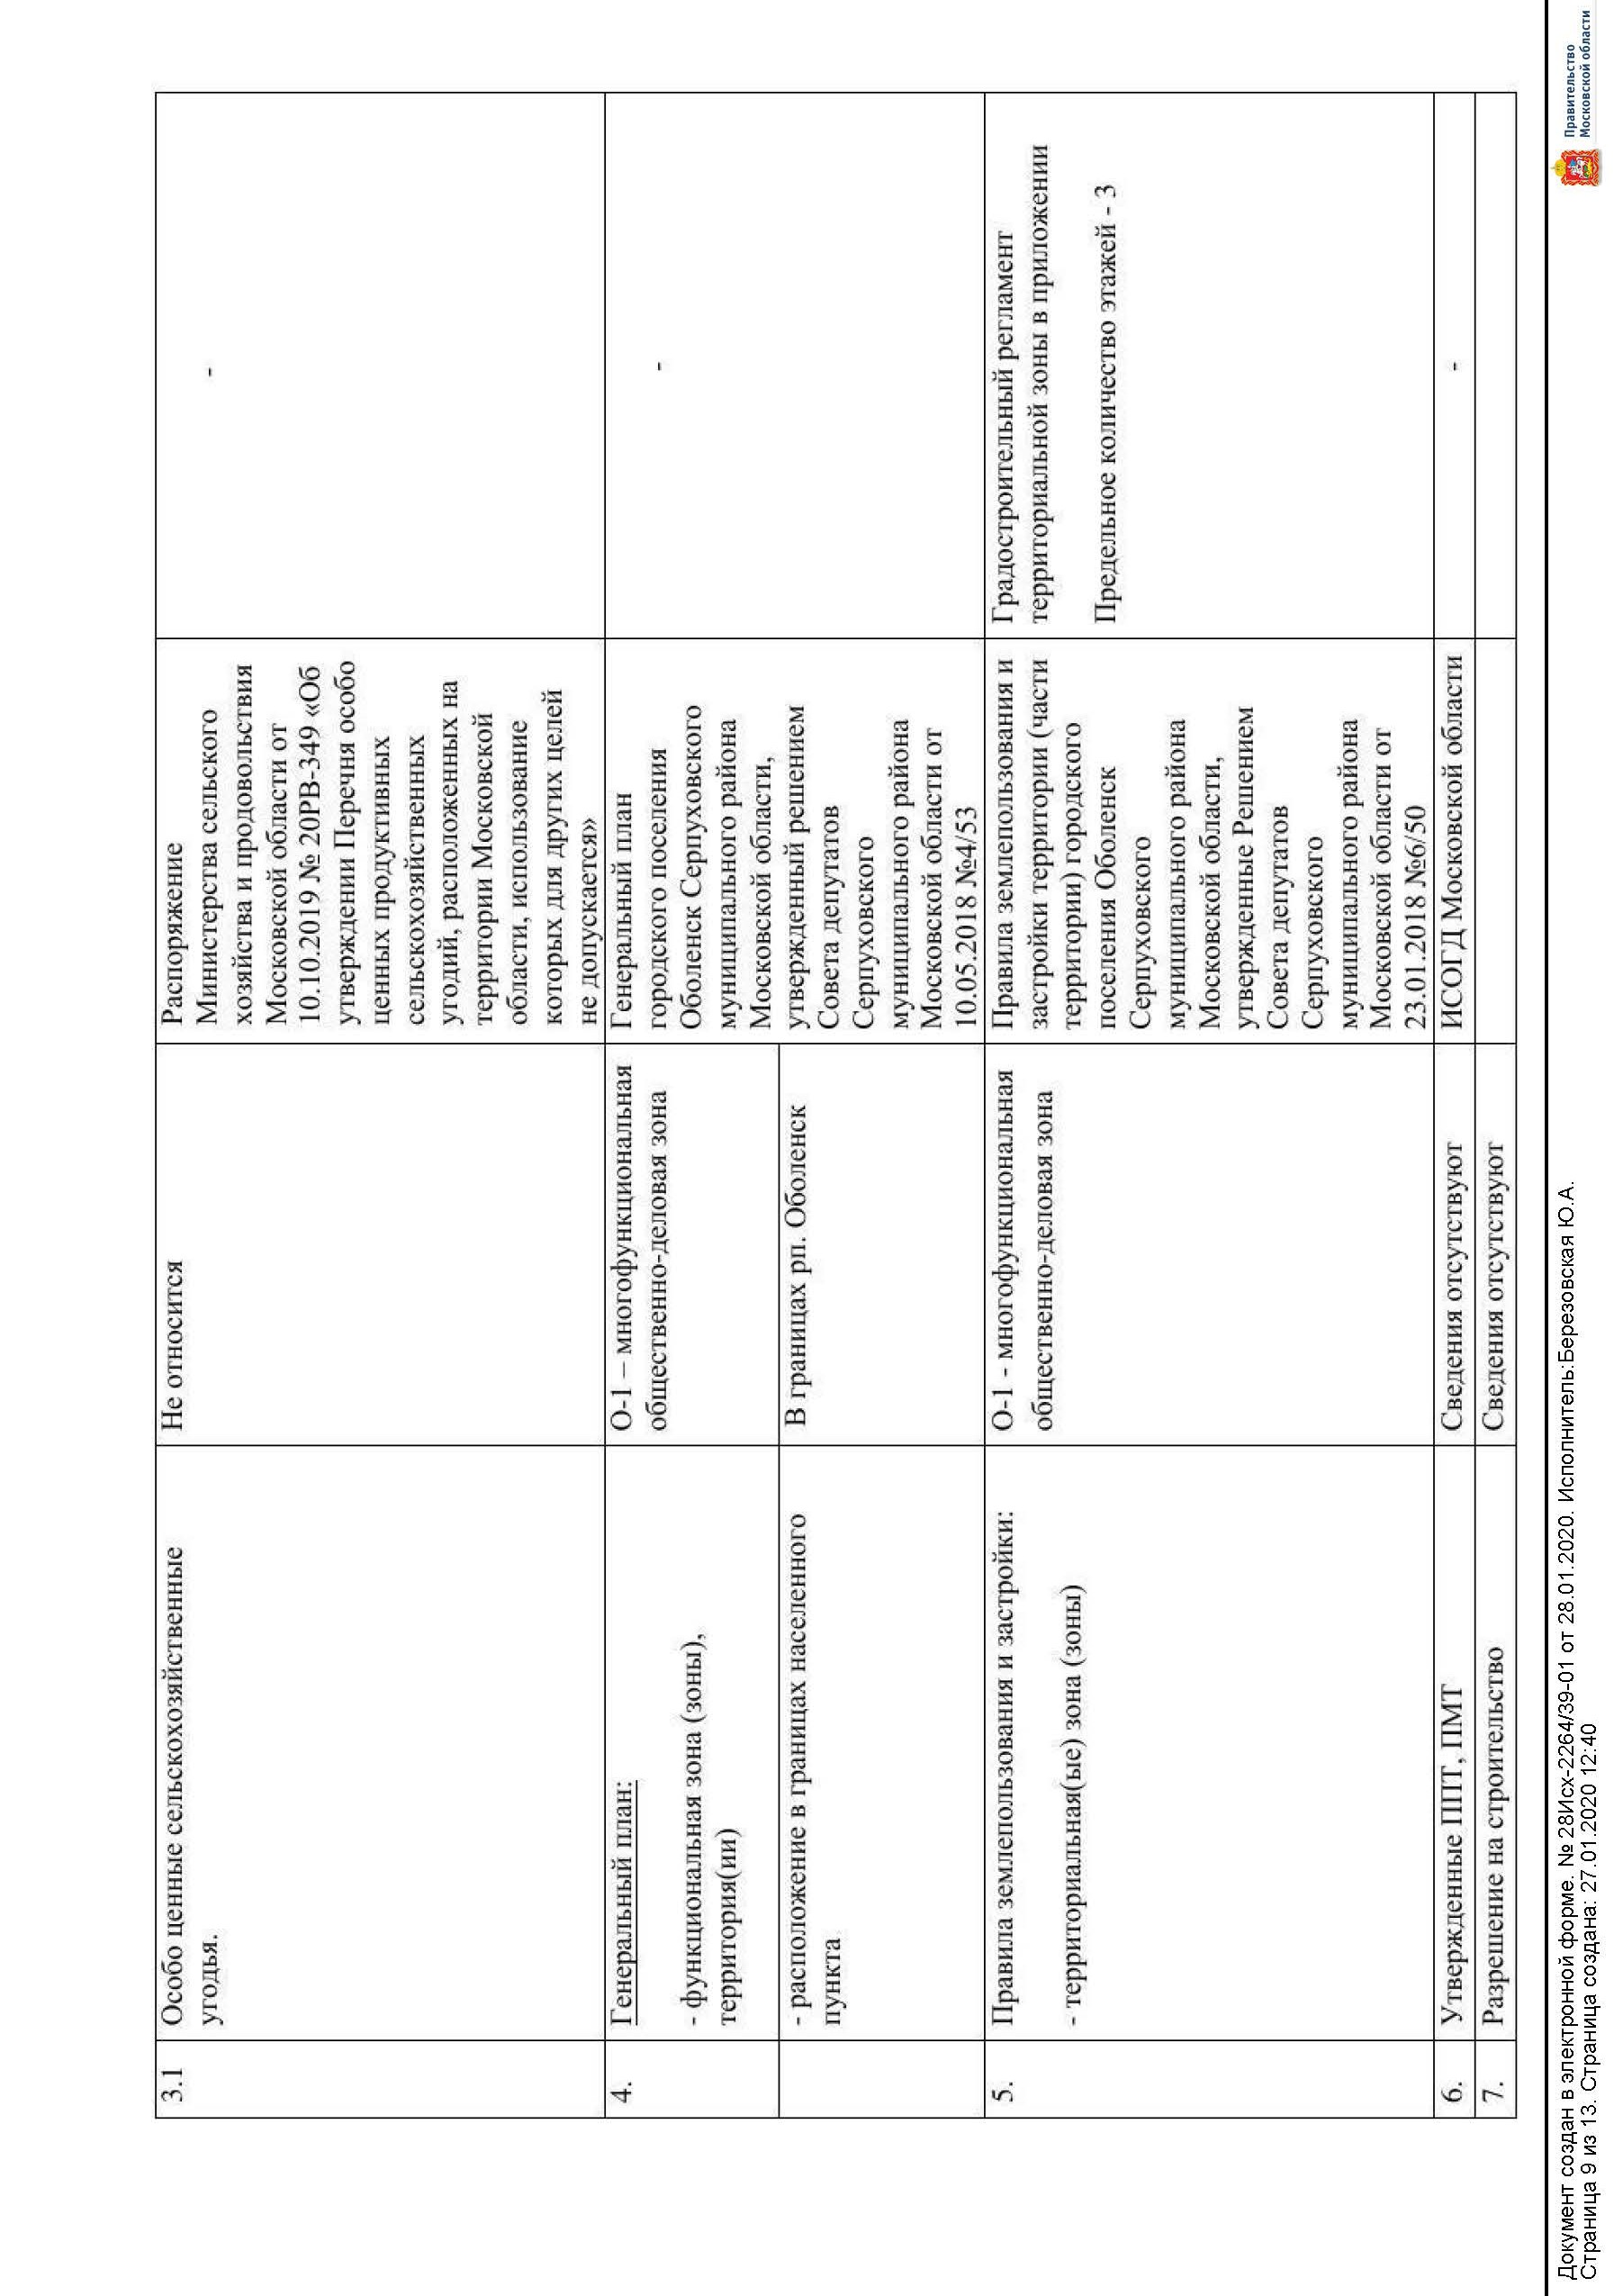 3.1
Особо ценные сельскохозяйственные
угодья.
Не относится
Распоряжение
Министерства сельского
хозяйства и продовольствия
Московской области от
10.10.2019 № 20РВ-349 «Об
утверждении Перечня особо
ценных продуктивных
сельскохозяйственных
угодий, расположенных на
территории Московской
области, использование
которых для других целей
не допускается»
-
4.
Генеральный план:
- функциональная зона (зоны),
территория(ии)
О-1 – многофункциональная
общественно-деловая зона
Генеральный план
городского поселения
Оболенск Серпуховского
муниципального района
Московской области,
утвержденный решением
Совета депутатов
Серпуховского
муниципального района
Московской области от
10.05.2018 №4/53
-
- расположение в границах населенного
пункта
В границах рп. Оболенск
5.
Правила землепользования и застройки:
- территориальная(ые) зона (зоны)
О-1 - многофункциональная
общественно-деловая зона
Правила землепользования и
застройки территории (части
территории) городского
поселения Оболенск
Серпуховского
муниципального района
Московской области,
утвержденные Решением
Совета депутатов
Серпуховского
муниципального района
Московской области от
23.01.2018 №6/50
Градостроительный регламент
территориальной зоны в приложении
Предельное количество этажей - 3
6.
Утвержденные ППТ, ПМТ
Сведения отсутствуют
ИСОГД Московской области
-
7.
Разрешение на строительство
Сведения отсутствуют
Документ создан в электронной форме. № 28Исх-2264/39-01 от 28.01.2020. Исполнитель:Березовская Ю.А.
Страница 9 из 13. Страница создана: 27.01.2020 12:40
Правительство
Московской области